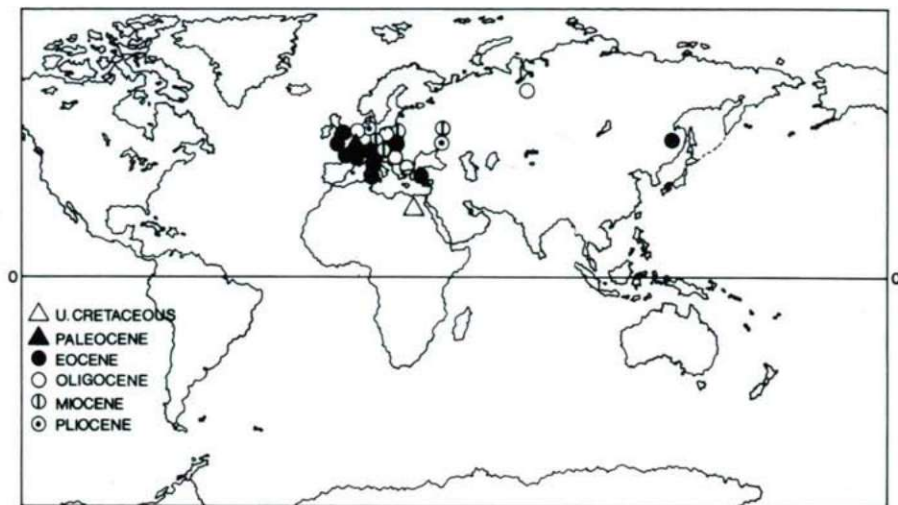 0 0
U. CRETACEOUS
PALEOCENE
EOCENE
OLIGOCENE
MIOCENE
PLIOCENE